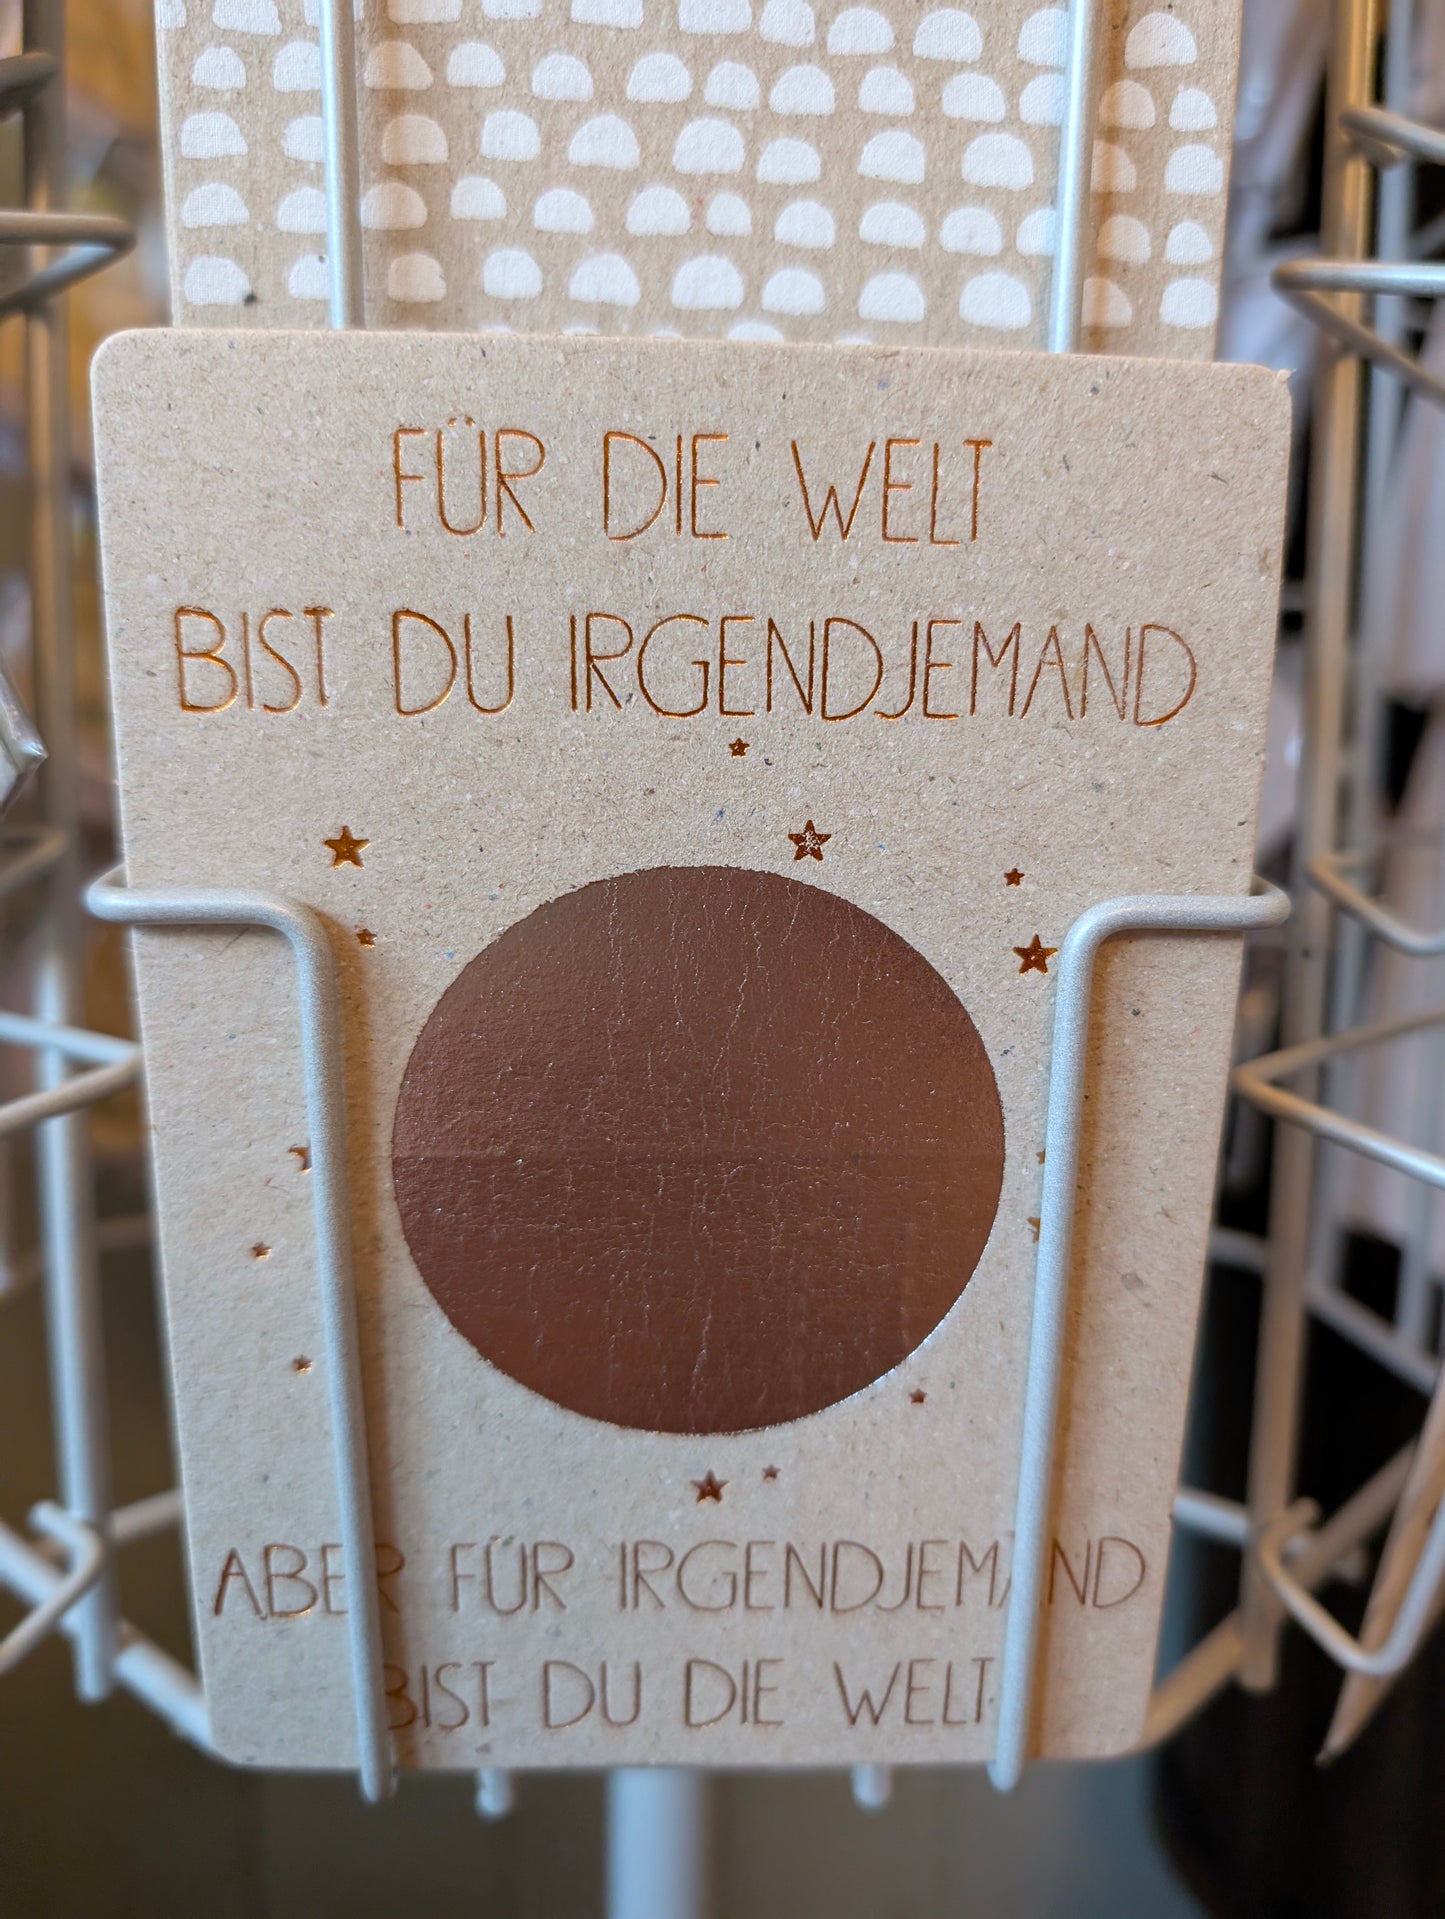 FÜR DIE WELT
BIST DU IRGENDJEMAND
ABER FÜR IRGENDJEMAND
BIST DU DIE WELT